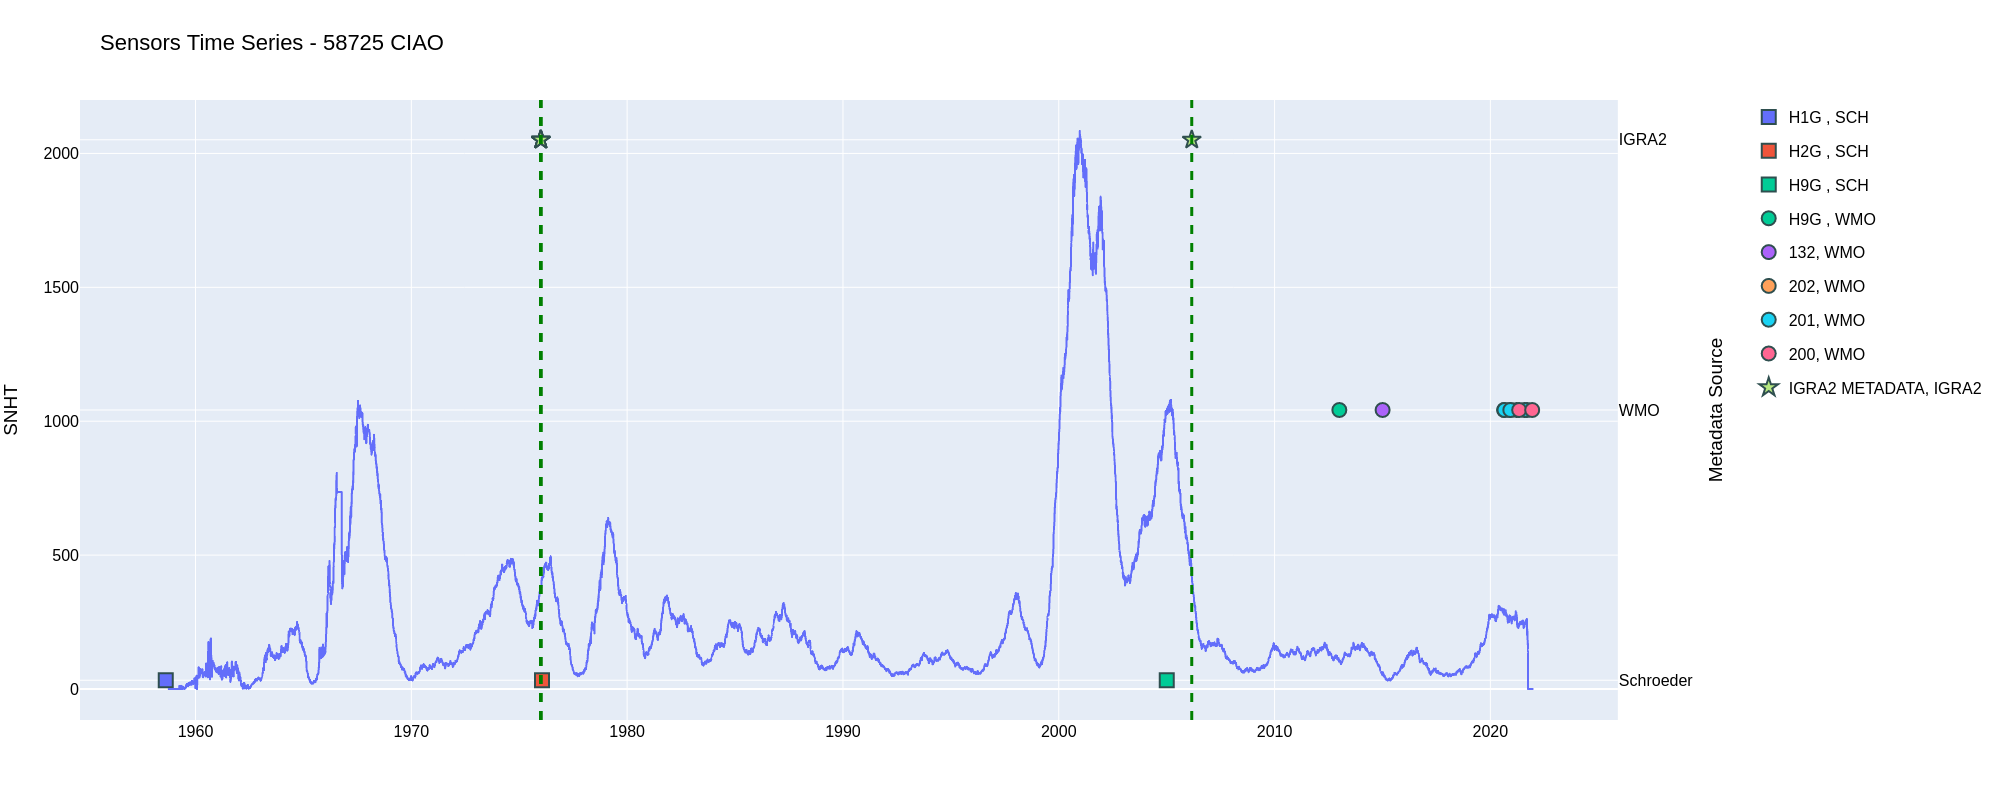 Sensors Time Series - 58725 CIAO
SNHT
2000
1500
1000
500
0
1960
1970
1980
1990
2000
2010
2020
IGRA2
WMO
Schroeder
Metadata Source
H1G , SCH
H2G , SCH
H9G , SCH
H9G , WMO
132, WMO
202, WMO
201, WMO
200, WMO
IGRA2 METADATA, IGRA2